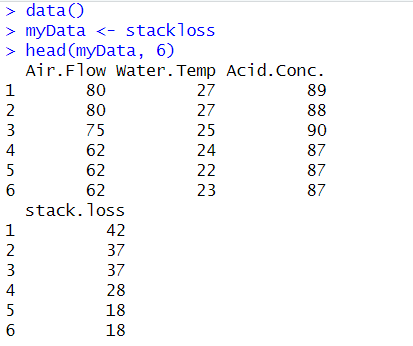 > data()
> myData <- stackloss
> head(myData, 6)
  Air.Flow Water.Temp Acid.Conc.
1       80         27         89
2       80         27         88
3       75         25         90
4       62         24         87
5       62         22         87
6       62         23         87
  stack.loss
1         42
2         37
3         37
4         28
5         18
6         18